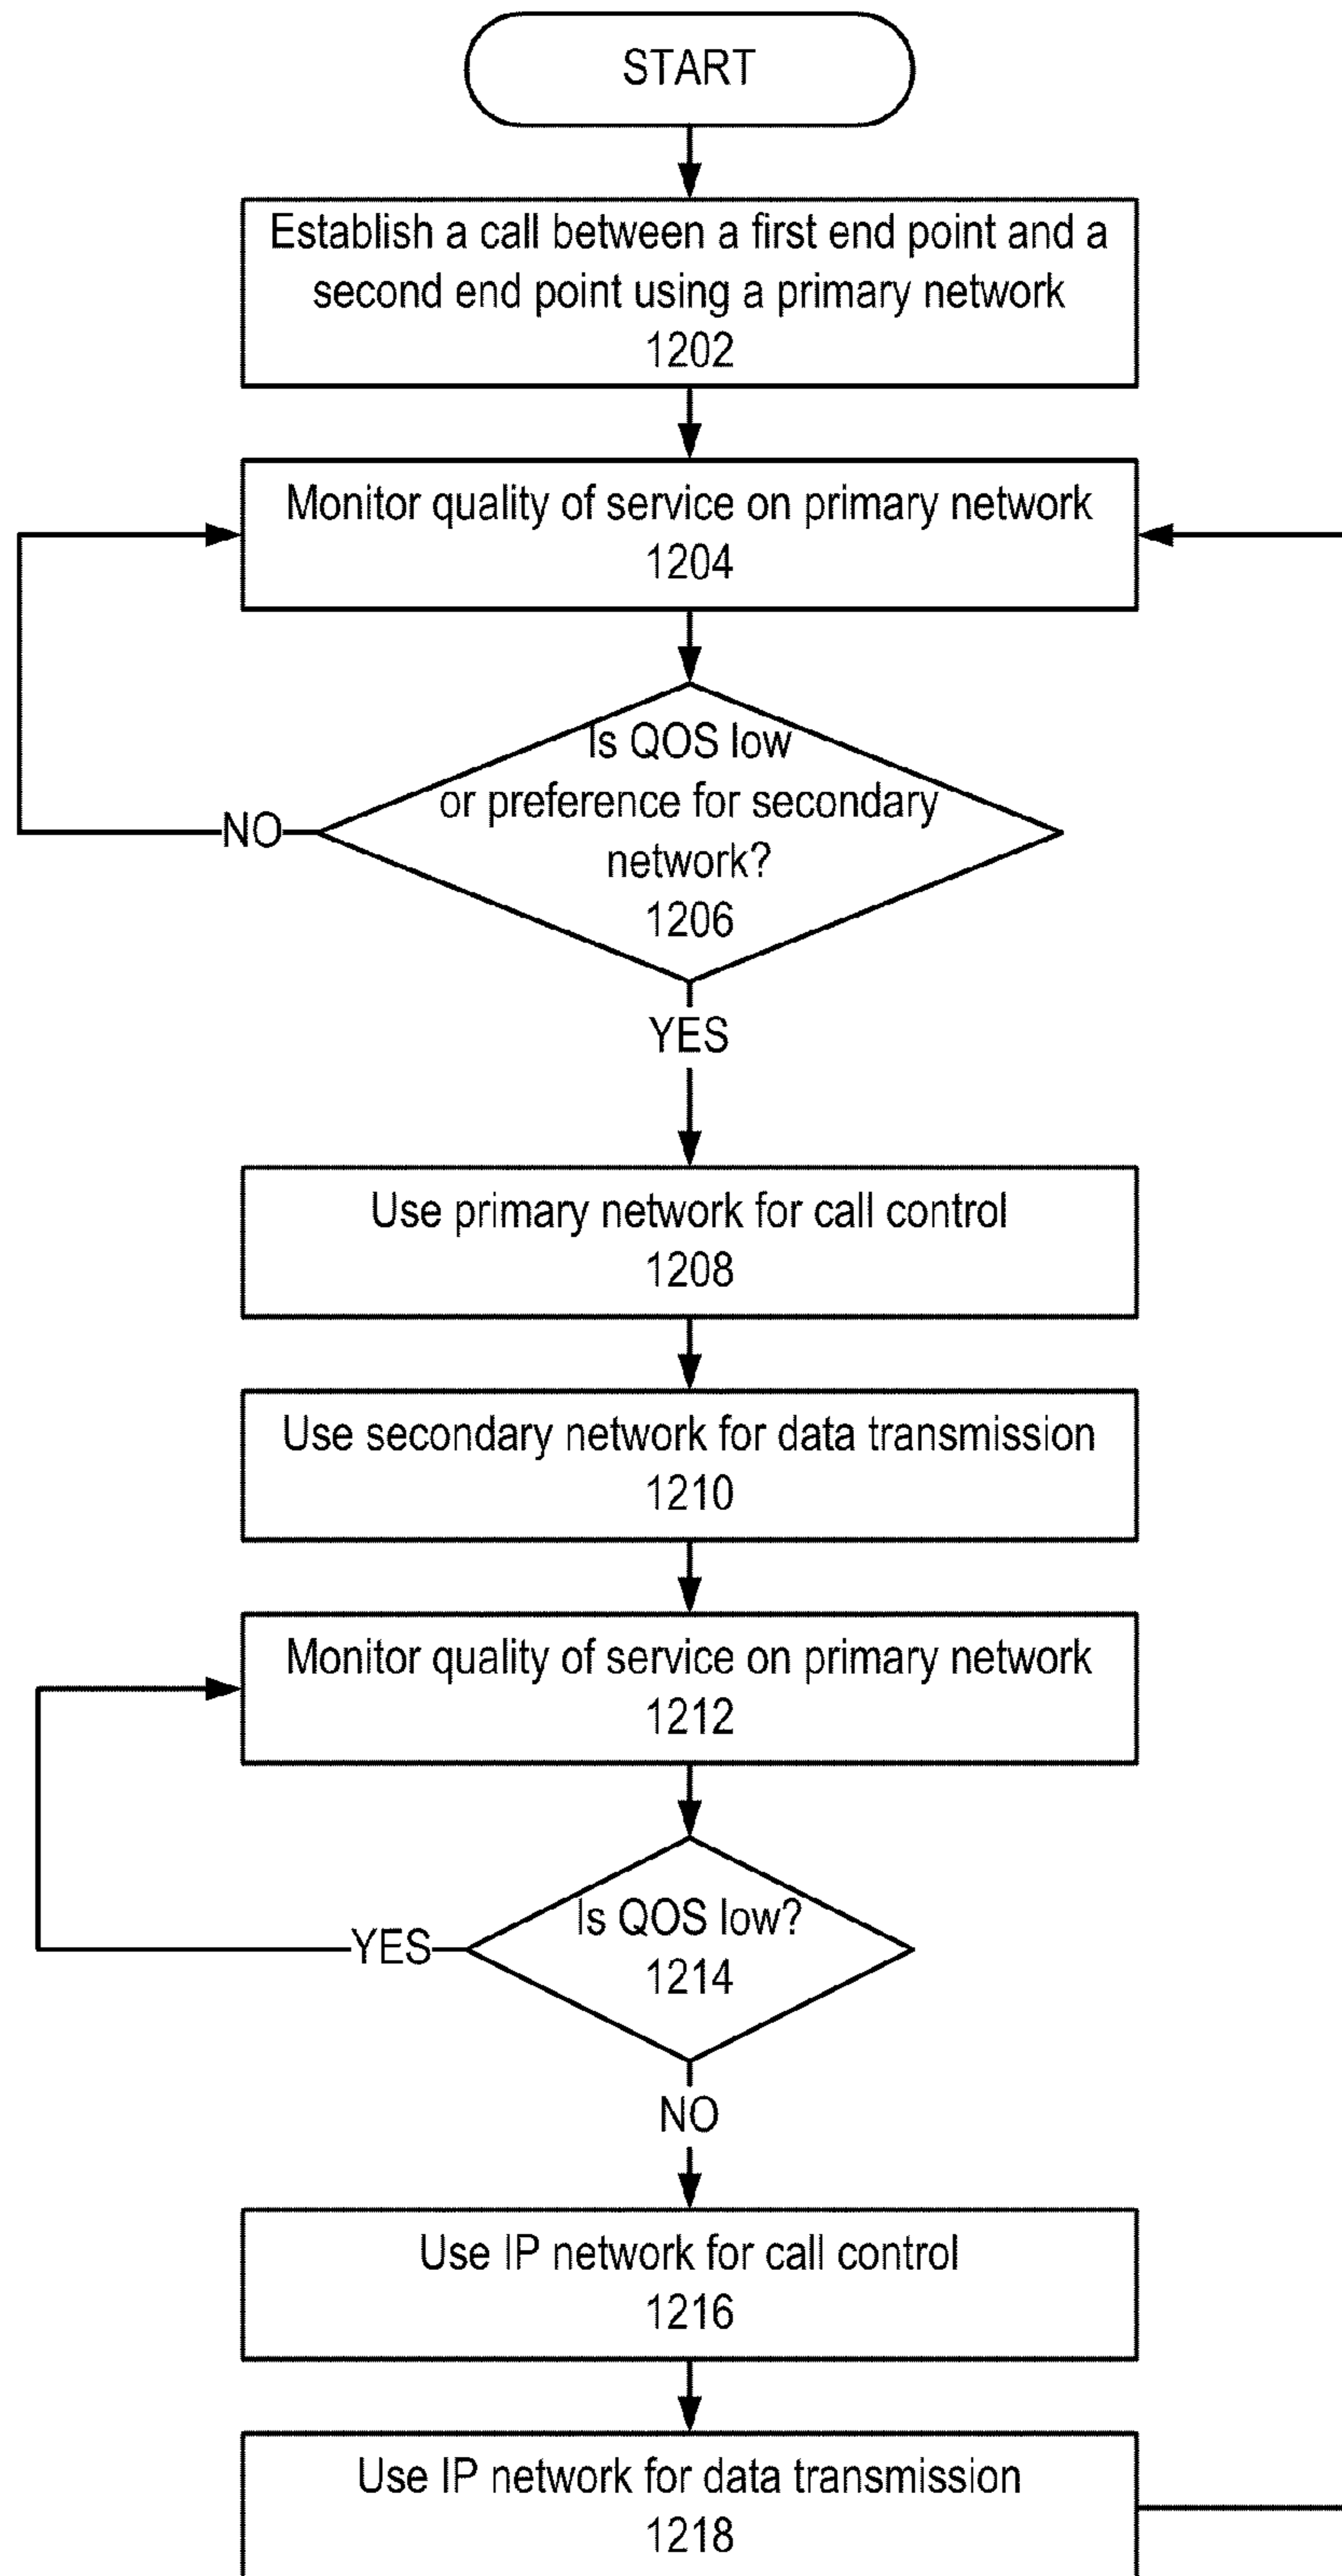 START
Establish a call between a first end point and a
second end point using a primary network
1202
Monitor quality of service on primary network
1204
Is QOS low
or preference for secondary
network?
1206
NO
YES
Use primary network for call control
1208
Use secondary network for data transmission
1210
Monitor quality of service on primary network
1212
Is QOS low?
1214
YES
NO
Use IP network for call control
1216
Use IP network for data transmission
1218